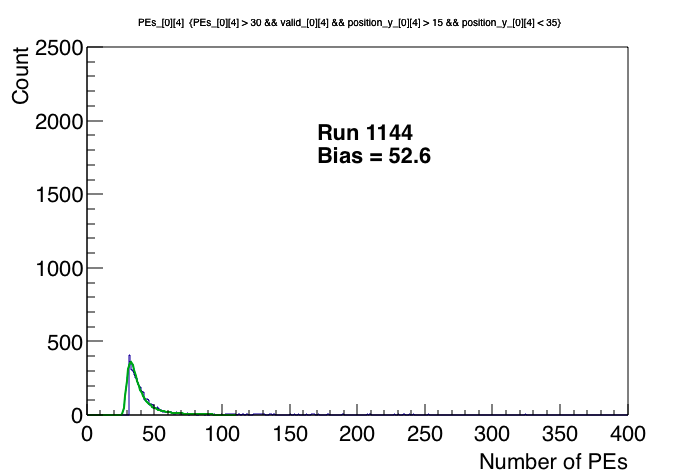 PEs_[0][4] {PEs_[0][4] > 30 && valid_[0][4] && position_y_[0][4] > 15 && position_y_[0][4] < 35}
Count
2500
2000
1500
1000
500
0
Run 1144
Bias = 52.6
0 50 100 150 200 250 300 350 400
Number of PEs